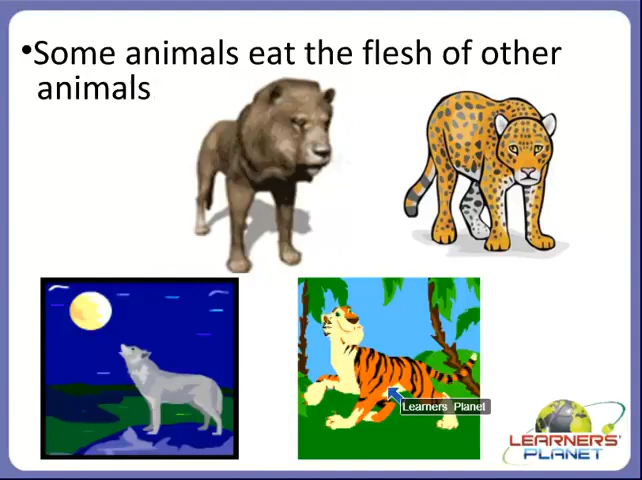 •Some animals eat the flesh of other
animals
Learners Planet
LEARNERS'
PLANET